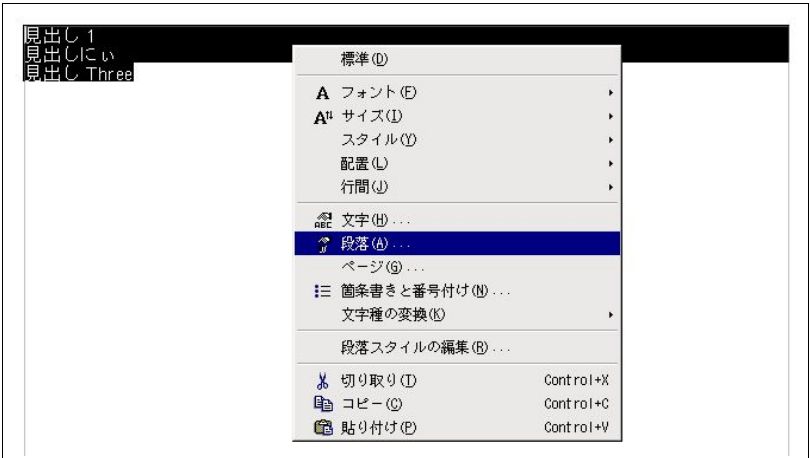 見出し 1
見出しにぃ
見出し Three
標準(D)
A フォント(F)
A サイズ(I)
スタイル(Y)
配置(L)
行間(J)
ABC 文字(H)...
段落(A)...
ページ(G)...
箇条書きと番号付け(N)...
文字種の変換(K)
段落スタイルの編集(R)...
切り取り(T) Control+X
コピー(C) Control+C
貼り付け(P) Control+V